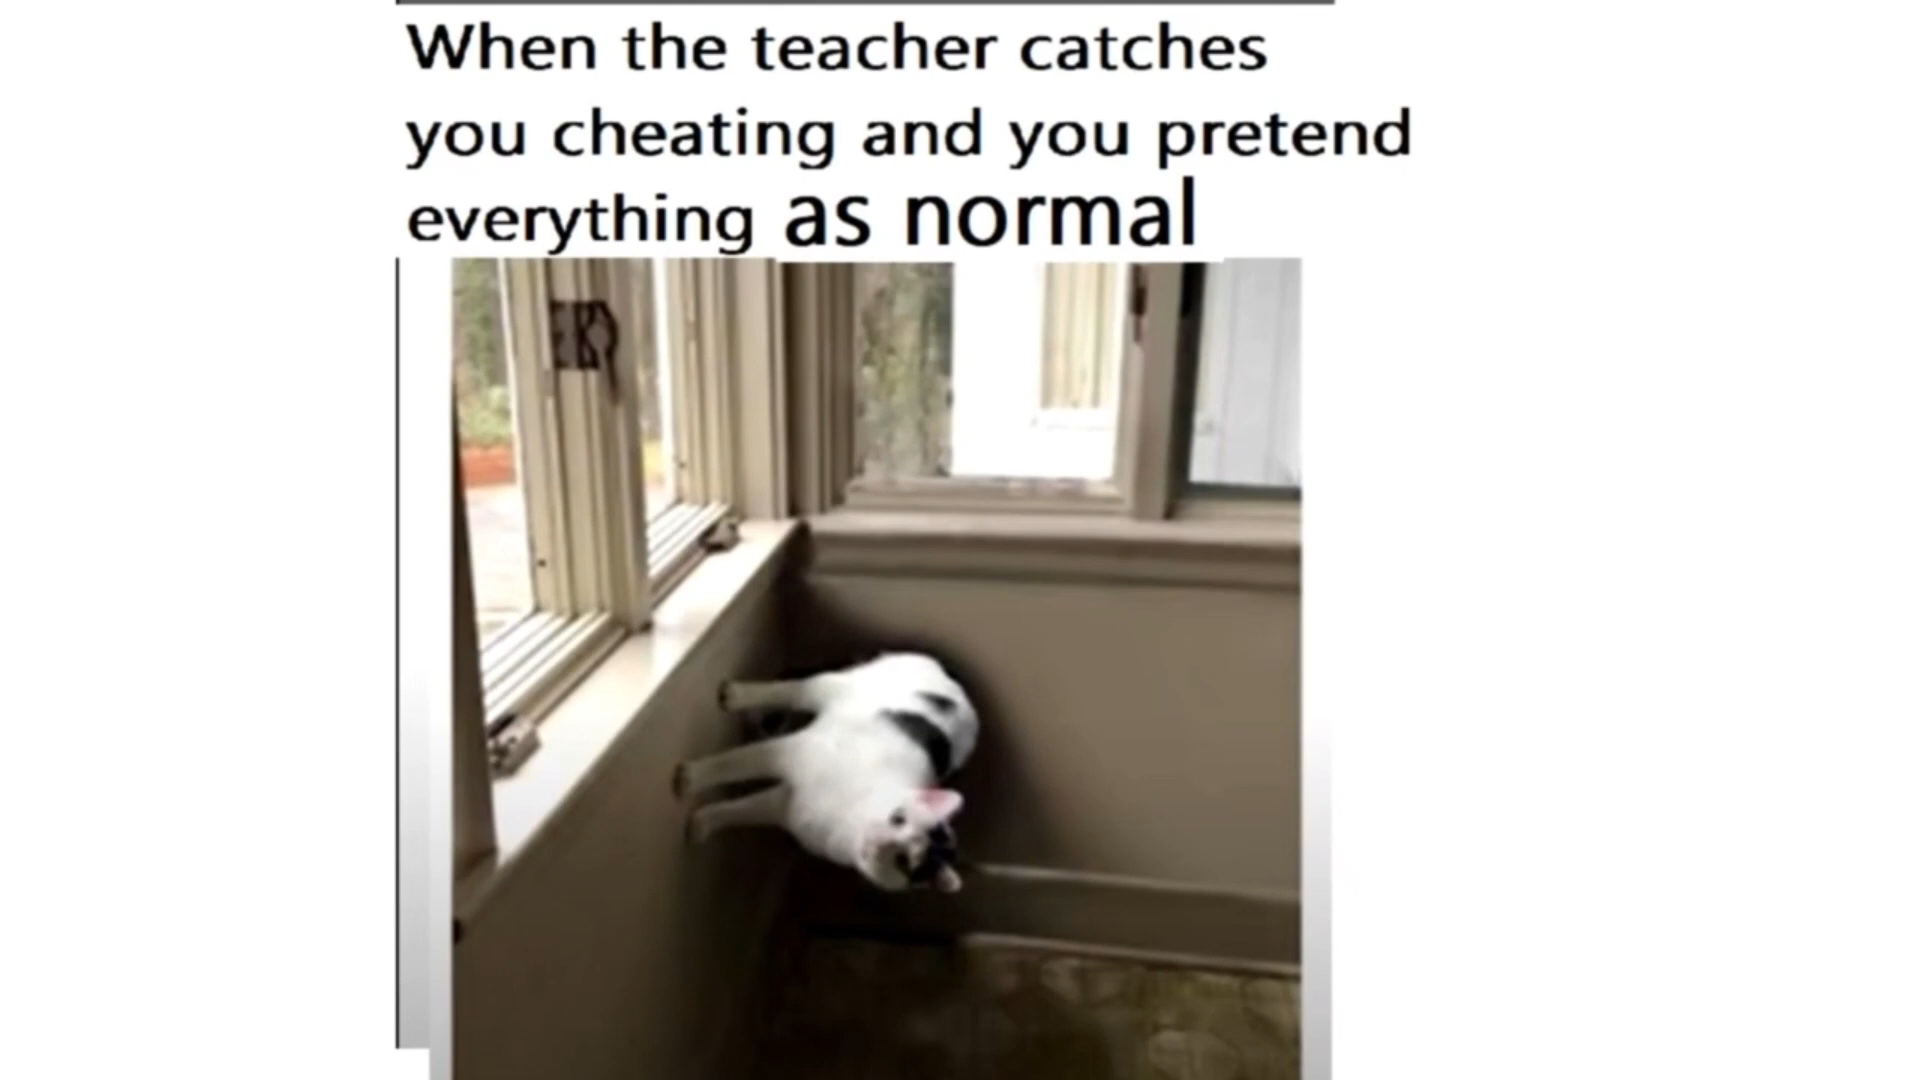 When the teacher catches
you cheating and you pretend
everything as normal